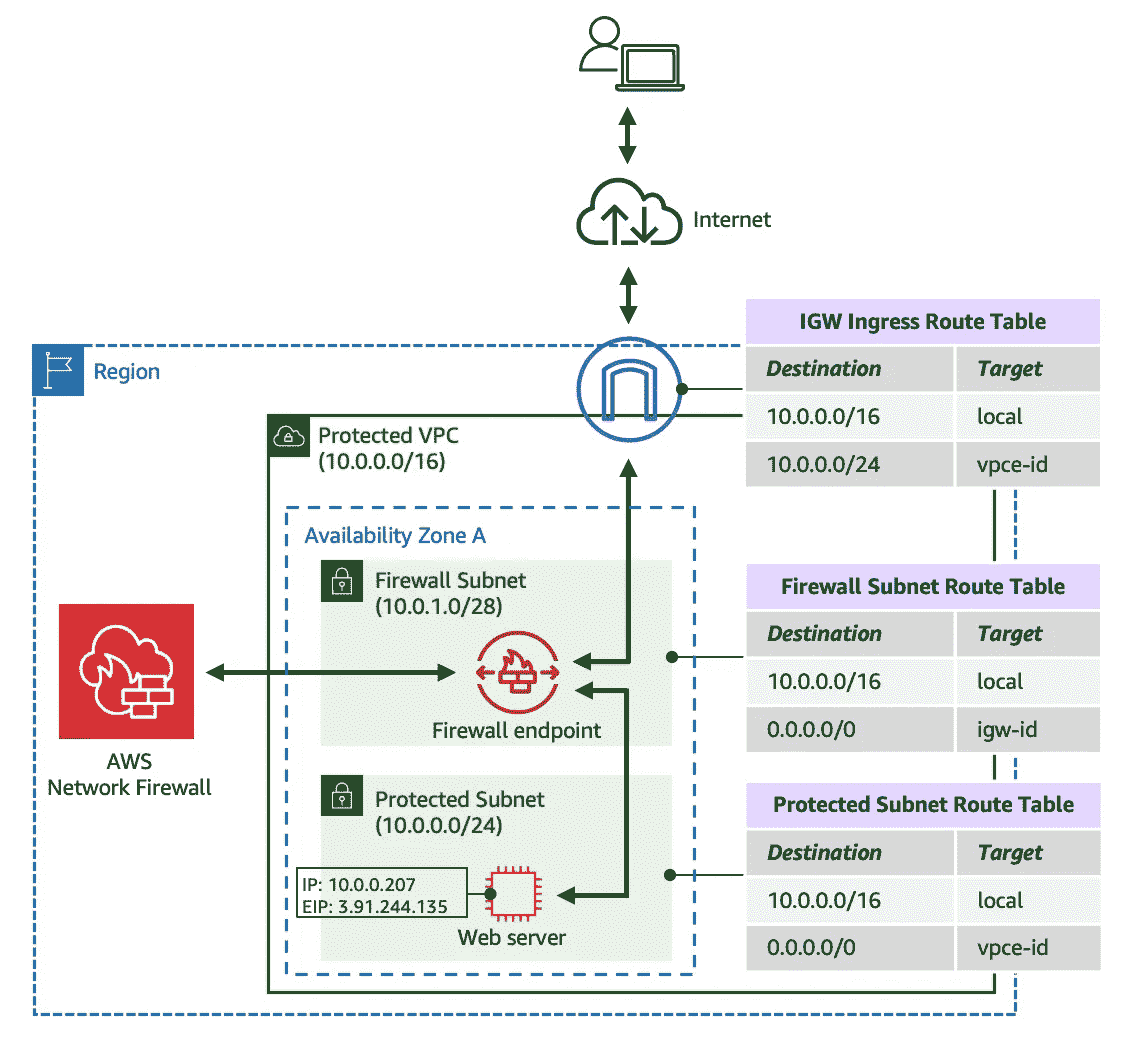 Internet
IGW Ingress Route Table
Destination Target
10.0.0.0/16 local
10.0.0.0/24 vpce-id
Region
Protected VPC
(10.0.0.0/16)
Availability Zone A
Firewall Subnet
(10.0.1.0/28)
Firewall endpoint
AWS
Network Firewall
Firewall Subnet Route Table
Destination Target
10.0.0.0/16 local
0.0.0.0/0 igw-id
Protected Subnet
(10.0.0.0/24)
IP: 10.0.0.207
EIP: 3.91.244.135
Web server
Protected Subnet Route Table
Destination Target
10.0.0.0/16 local
0.0.0.0/0 vpce-id